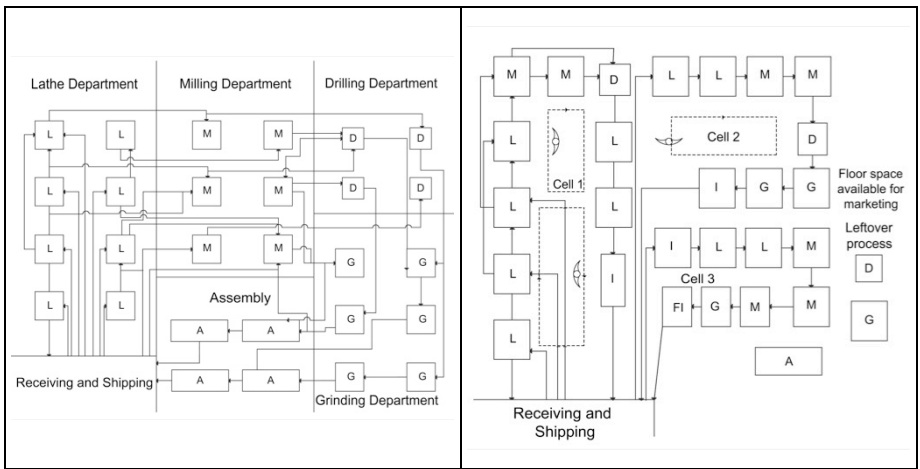 Lathe Department
Milling Department
Drilling Department
L L M M D D
L L M M D D
L L M M G G
L L
Assembly
A A G G
A A G G
Receiving and Shipping
Grinding Department
M M D L L M M
L L D
Cell 1
Cell 2
L L I G G
Floor space
available for
marketing
Leftover
process
D
L I I L L M
Cell 3
FI G M M
G
L
A
Receiving and
Shipping